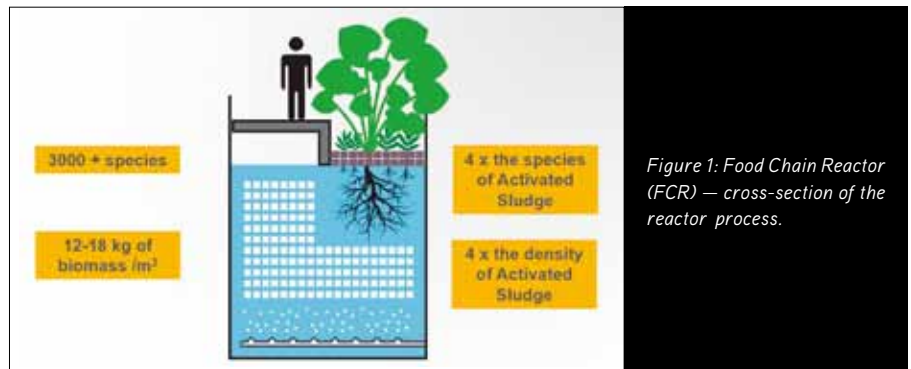 3000 + species
12-18 kg of
biomass /m³
4 x the species
of Activated
Sludge
4 x the density
of Activated
Sludge
Figure 1: Food Chain Reactor
(FCR) — cross-section of the
reactor process.